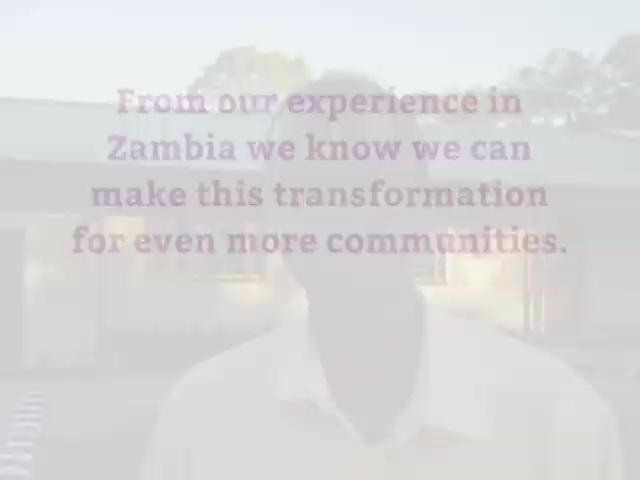 From our experience in
Zambia we know we can
make this transformation
for even more communities.